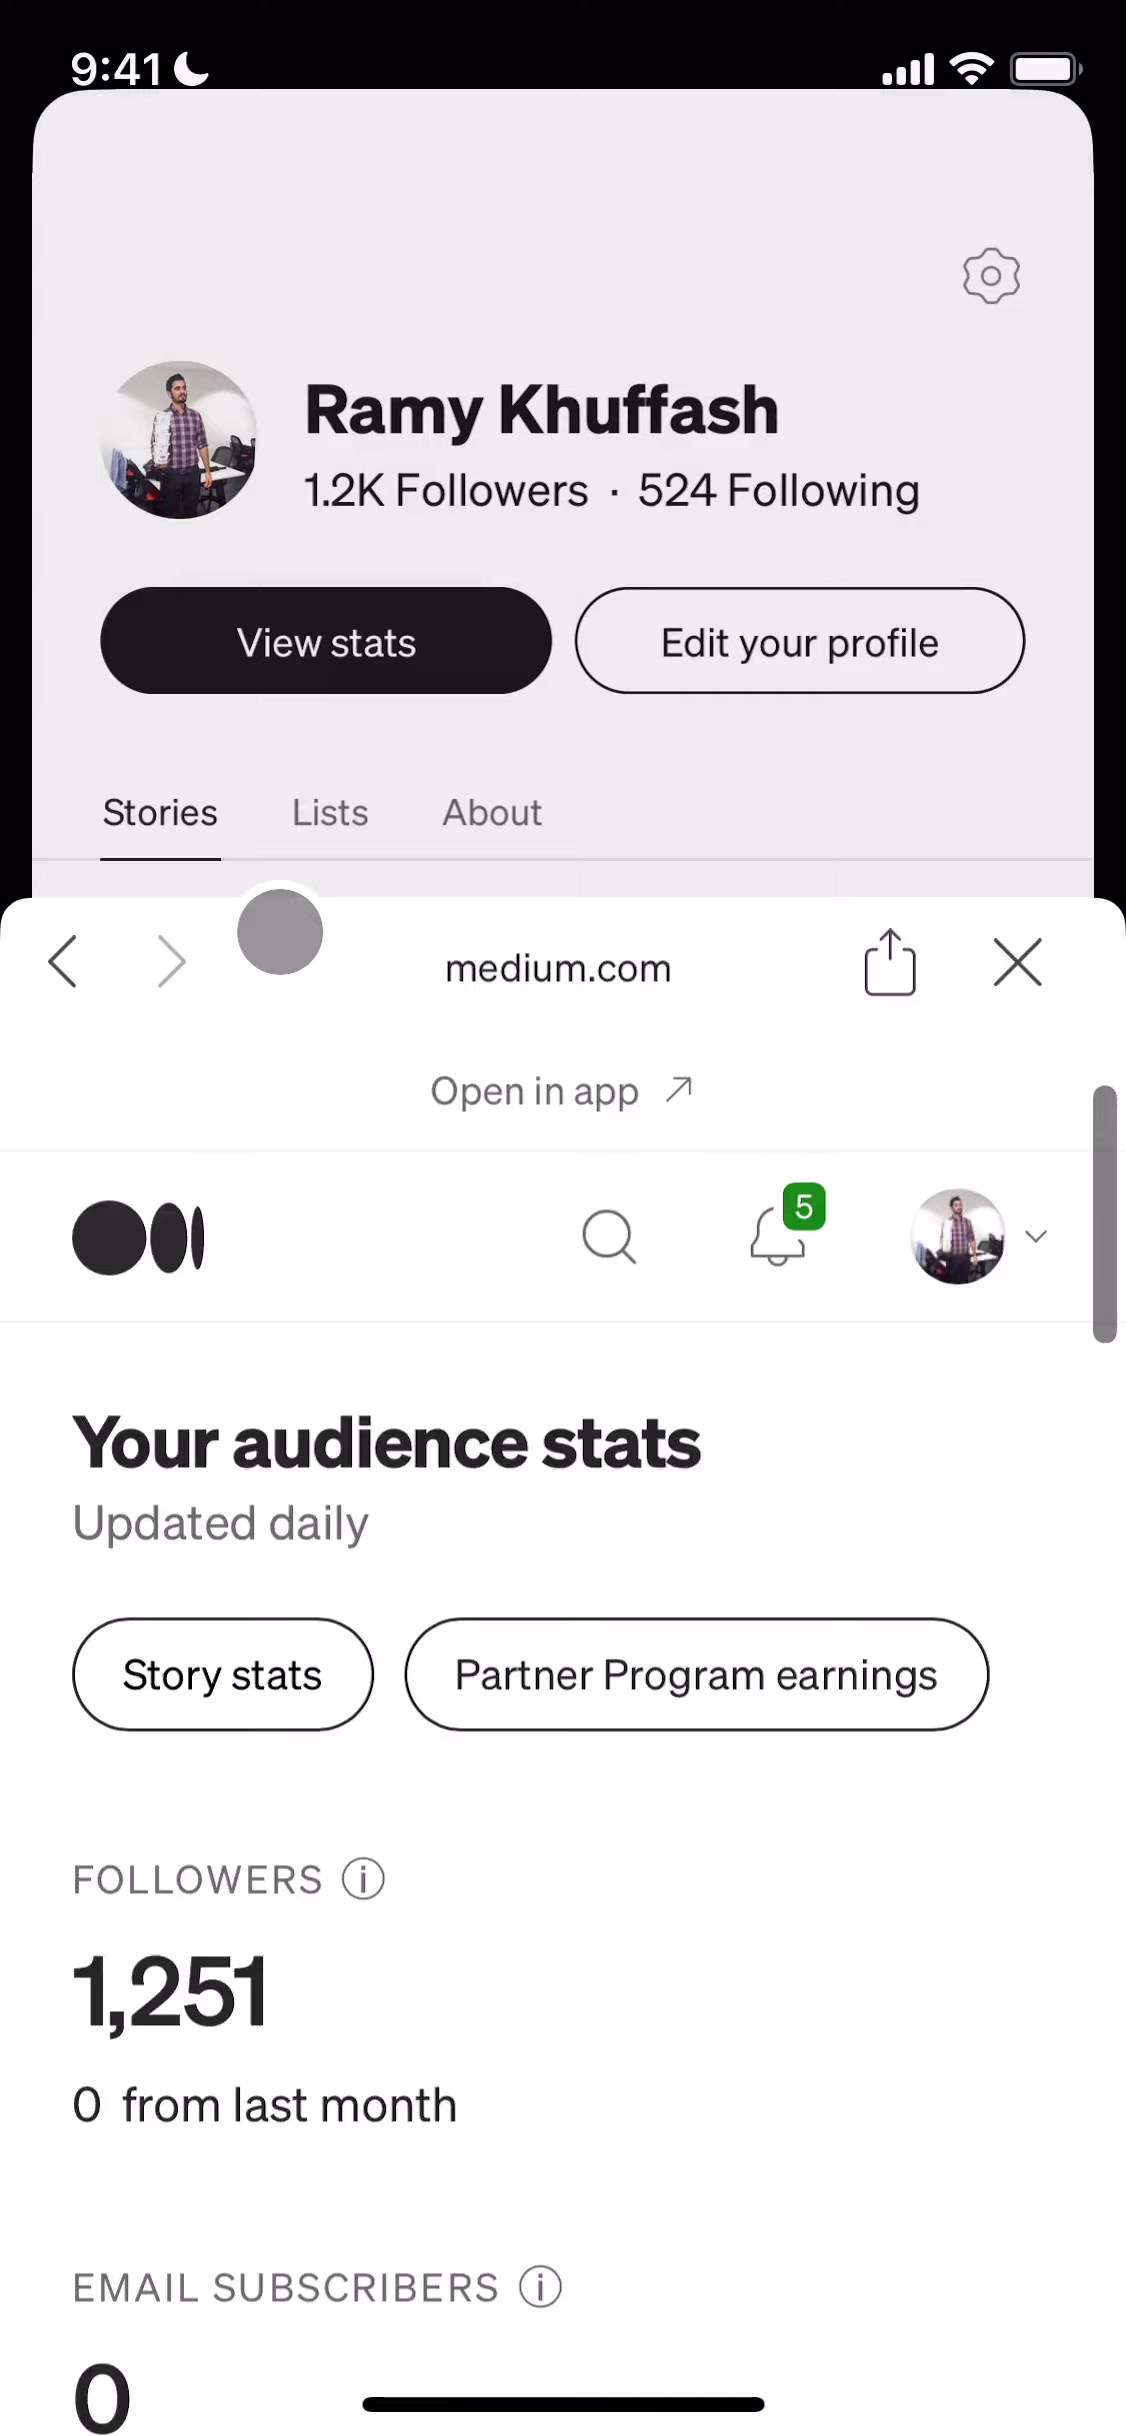 9:41
Ramy Khuffash
1.2K Followers · 524 Following
View stats
Edit your profile
Stories
Lists
About
medium.com
Open in app
5
Your audience stats
Updated daily
Story stats
Partner Program earnings
FOLLOWERS
1,251
0 from last month
EMAIL SUBSCRIBERS
0